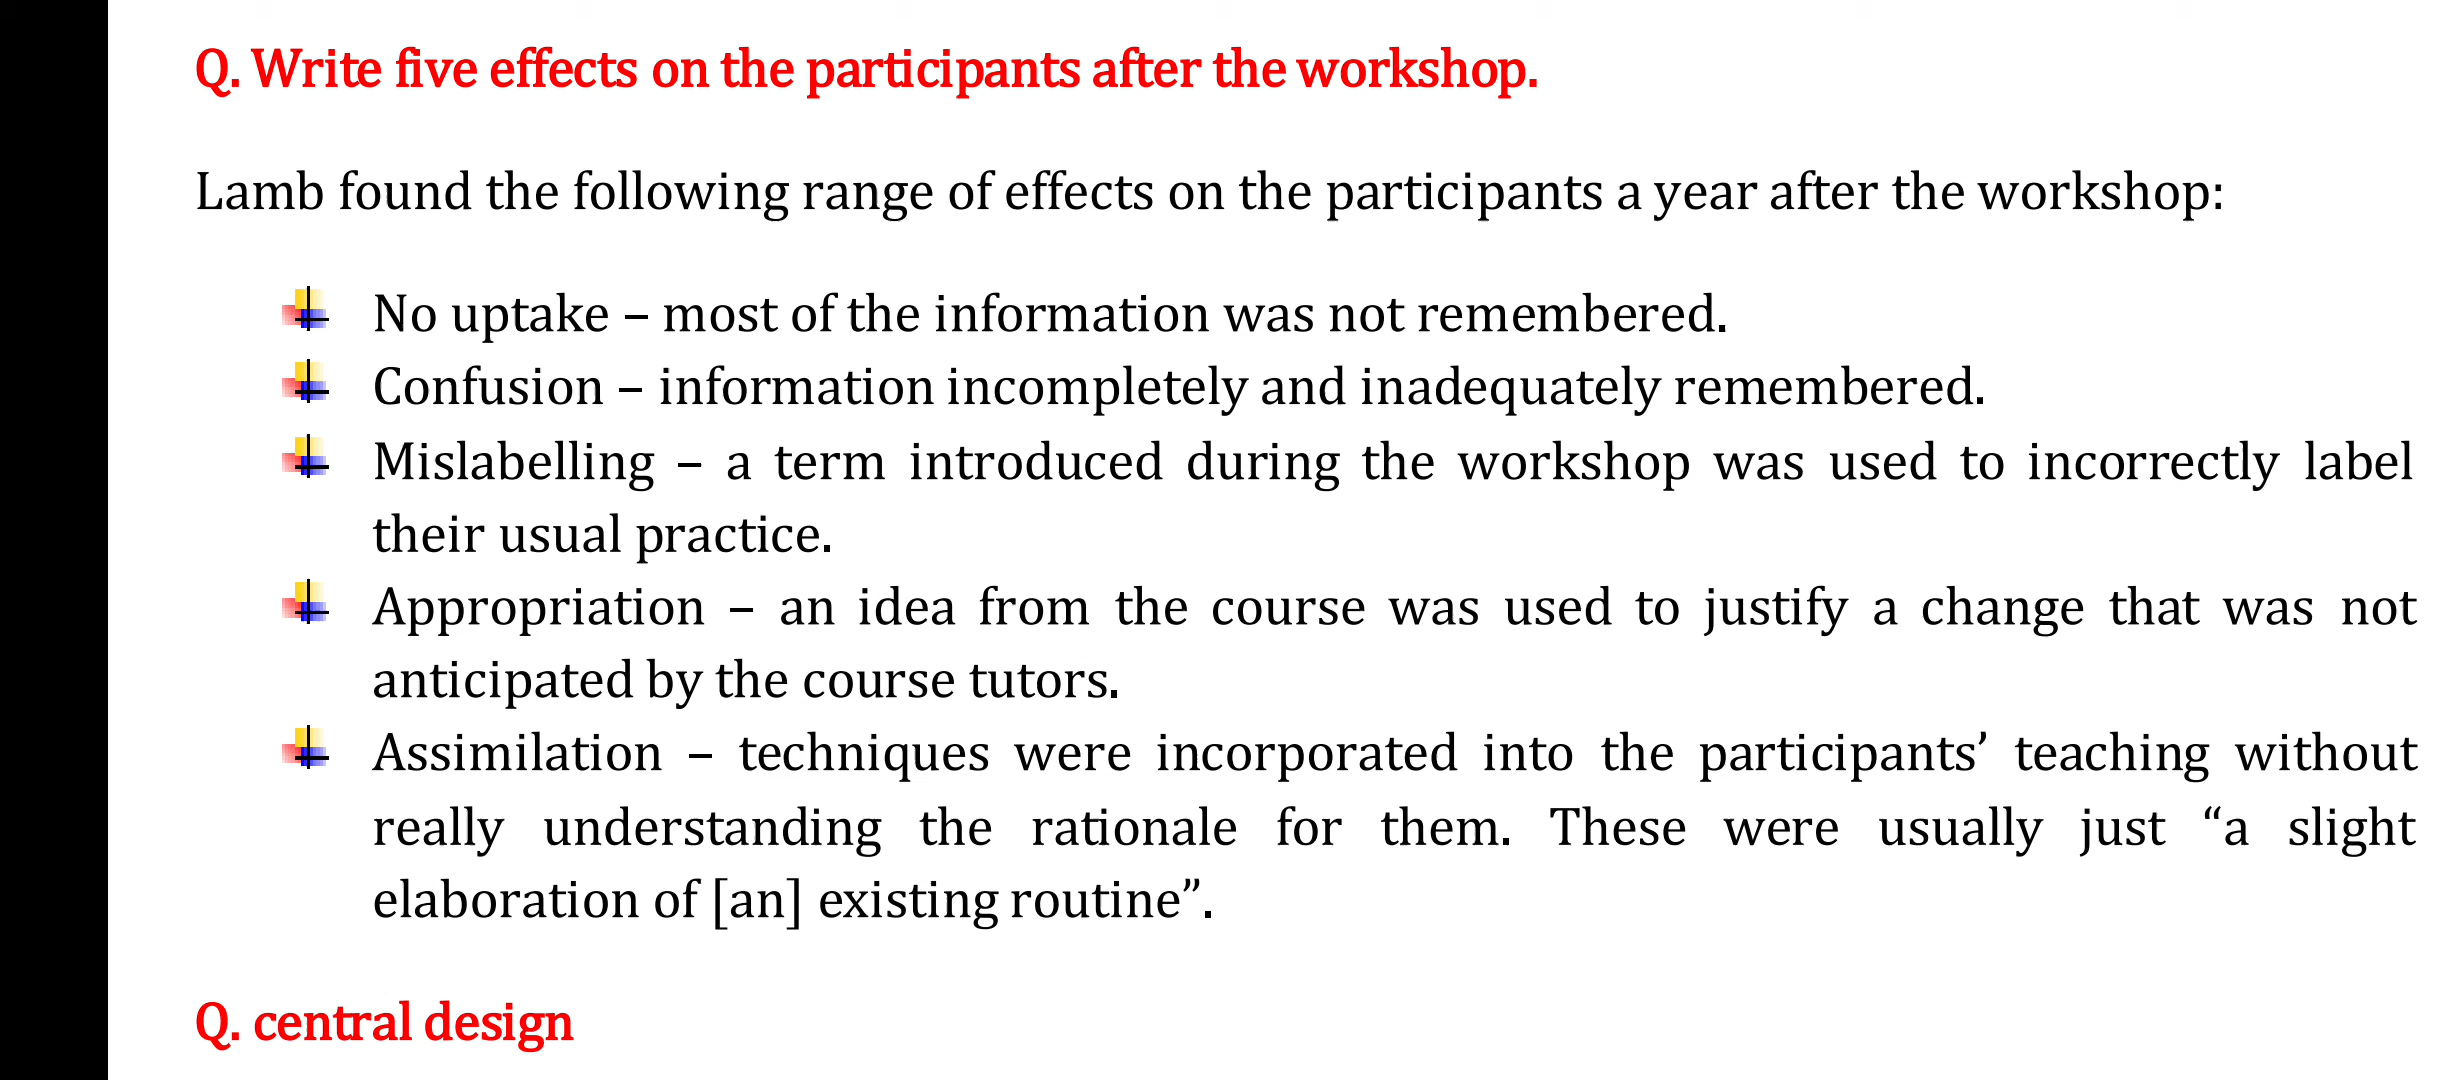 Q. Write five effects on the participants after the workshop.
Lamb found the following range of effects on the participants a year after the workshop:
No uptake – most of the information was not remembered.
Confusion – information incompletely and inadequately remembered.
Mislabelling – a term introduced during the workshop was used to incorrectly label
their usual practice.
Appropriation – an idea from the course was used to justify a change that was not
anticipated by the course tutors.
Assimilation – techniques were incorporated into the participants’ teaching without
really understanding the rationale for them. These were usually just “a slight
elaboration of [an] existing routine”.
Q. central design